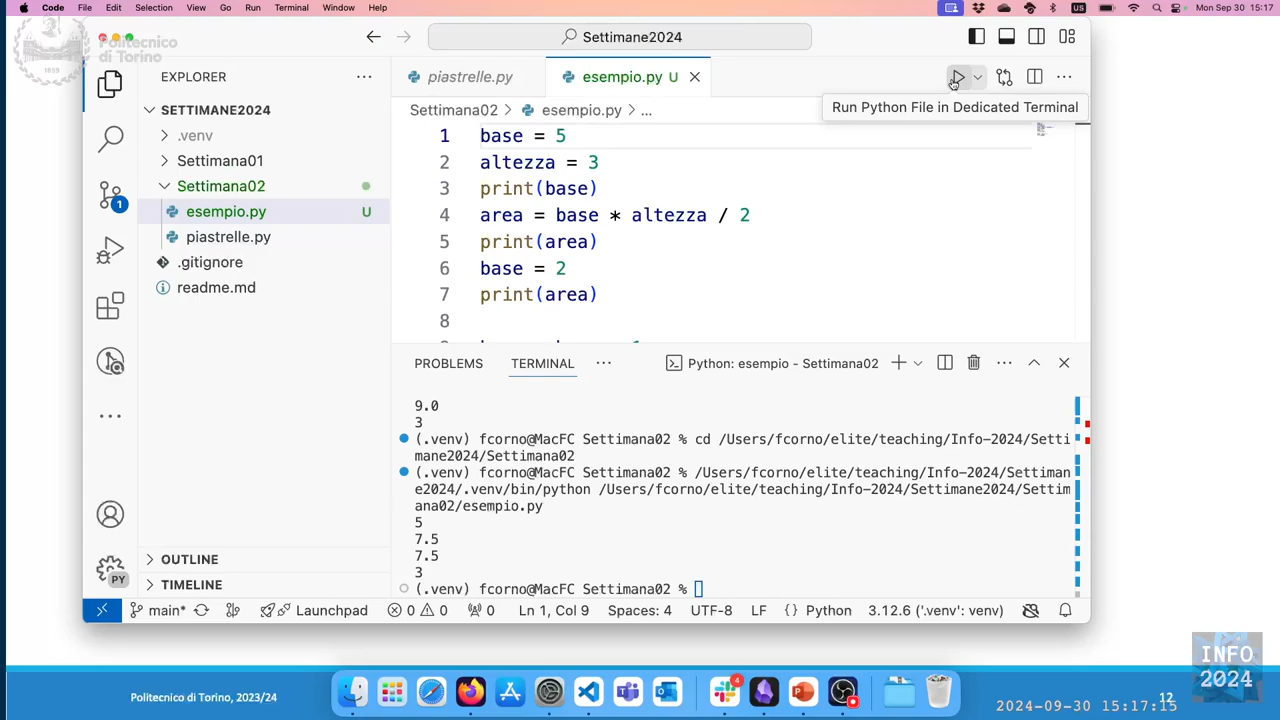 Code File Edit Selection View Go Run Terminal Window Help
4
US
Mon Sep 30 15:17
Politecnico
di Torino
1859
Settimane2024
EXPLORER
piastrelle.py
esempio.py U
SETTIMANE2024
Settimana02 > esempio.py > ...
Run Python File in Dedicated Terminal
.venv
Settimana01
Settimana02
esempio.py U
piastrelle.py
.gitignore
readme.md
1
OUTLINE
TIMELINE
PY
1 base = 5
2 altezza = 3
3 print(base)
4 area = base * altezza / 2
5 print(area)
6 base = 2
7 print(area)
8
PROBLEMS TERMINAL Python: esempio - Settimana02
9.0
3
(.venv) fcorno@MacFC Settimana02 % cd /Users/fcorno/elite/teaching/Info-2024/Setti
mane2024/Settimana02
(.venv) fcorno@MacFC Settimana02 % /Users/fcorno/elite/teaching/Info-2024/Settiman
e2024/.venv/bin/python /Users/fcorno/elite/teaching/Info-2024/Settimane2024/Settim
ana02/esempio.py
5
7.5
7.5
3
(.venv) fcorno@MacFC Settimana02 %
main* Launchpad 0 0 0 Ln 1, Col 9 Spaces: 4 UTF-8 LF {} Python 3.12.6 ('.venv': venv)
Politecnico di Torino, 2023/24
4
12
INFO
2024
2024-09-30 15:17:15